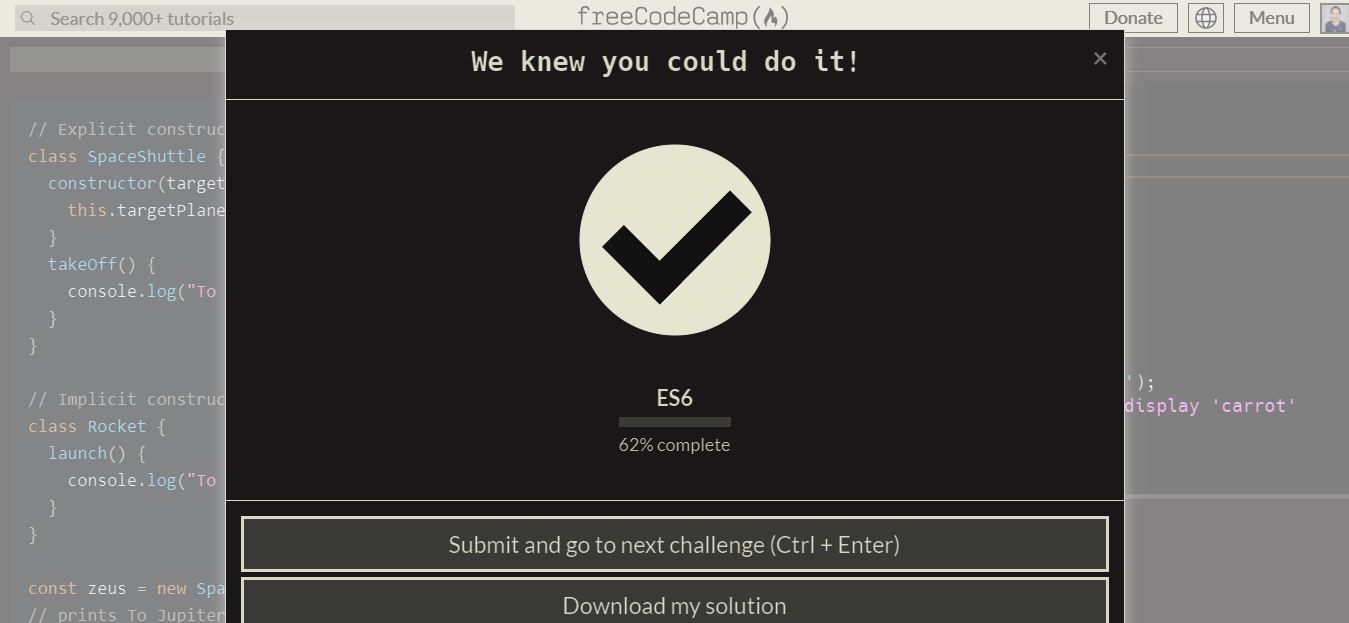 Search 9,000+ tutorials
freeCodeCamp
Donate
Menu
We knew you could do it!
×
// Explicit construc
class SpaceShuttle {
constructor(target
this.targetPlane
}
takeOff() {
console.log("To
}
}
// Implicit construc
class Rocket {
launch() {
console.log("To
}
}
const zeus = new Spa
// prints To Jupiter
ES6
62% complete
Submit and go to next challenge (Ctrl + Enter)
Download my solution
');
display 'carrot'